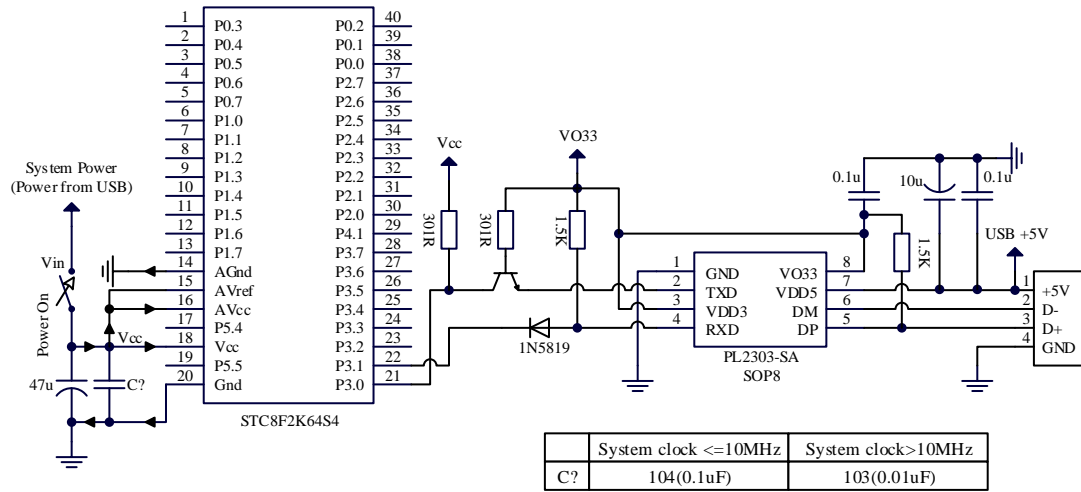 1 P0.3 P0.2 40
2 P0.4 P0.1 39
3 P0.5 P0.0 38
4 P0.6 P2.7 37
5 P0.7 P2.6 36
6 P1.0 P2.5 35
7 P1.1 P2.4 34
8 P1.2 P2.3 33
9 P1.3 P2.2 32
10 P1.4 P2.1 31
11 P1.5 P2.0 30
12 P1.6 P4.1 29
13 P1.7 P3.7 28
14 AGnd P3.6 27
15 AVref P3.5 26
16 AVcc P3.4 25
17 P5.4 P3.3 24
18 Vcc P3.2 23
19 P5.5 P3.1 22
20 Gnd P3.0 21
STC8F2K64S4
System Power
(Power from USB)
Vin
Power On
Vcc
47u
C?
Vcc
301R
301R
VO33
1.5K
1N5819
1 GND VO33 8
2 TXD VDD5 7
3 VDD3 DM 6
4 RXD DP 5
PL2303-SA
SOP8
0.1u
10u
0.1u
1.5K
USB +5V
1 +5V
2 D-
3 D+
4 GND
System clock <=10MHz System clock>10MHz
C? 104(0.1uF) 103(0.01uF)